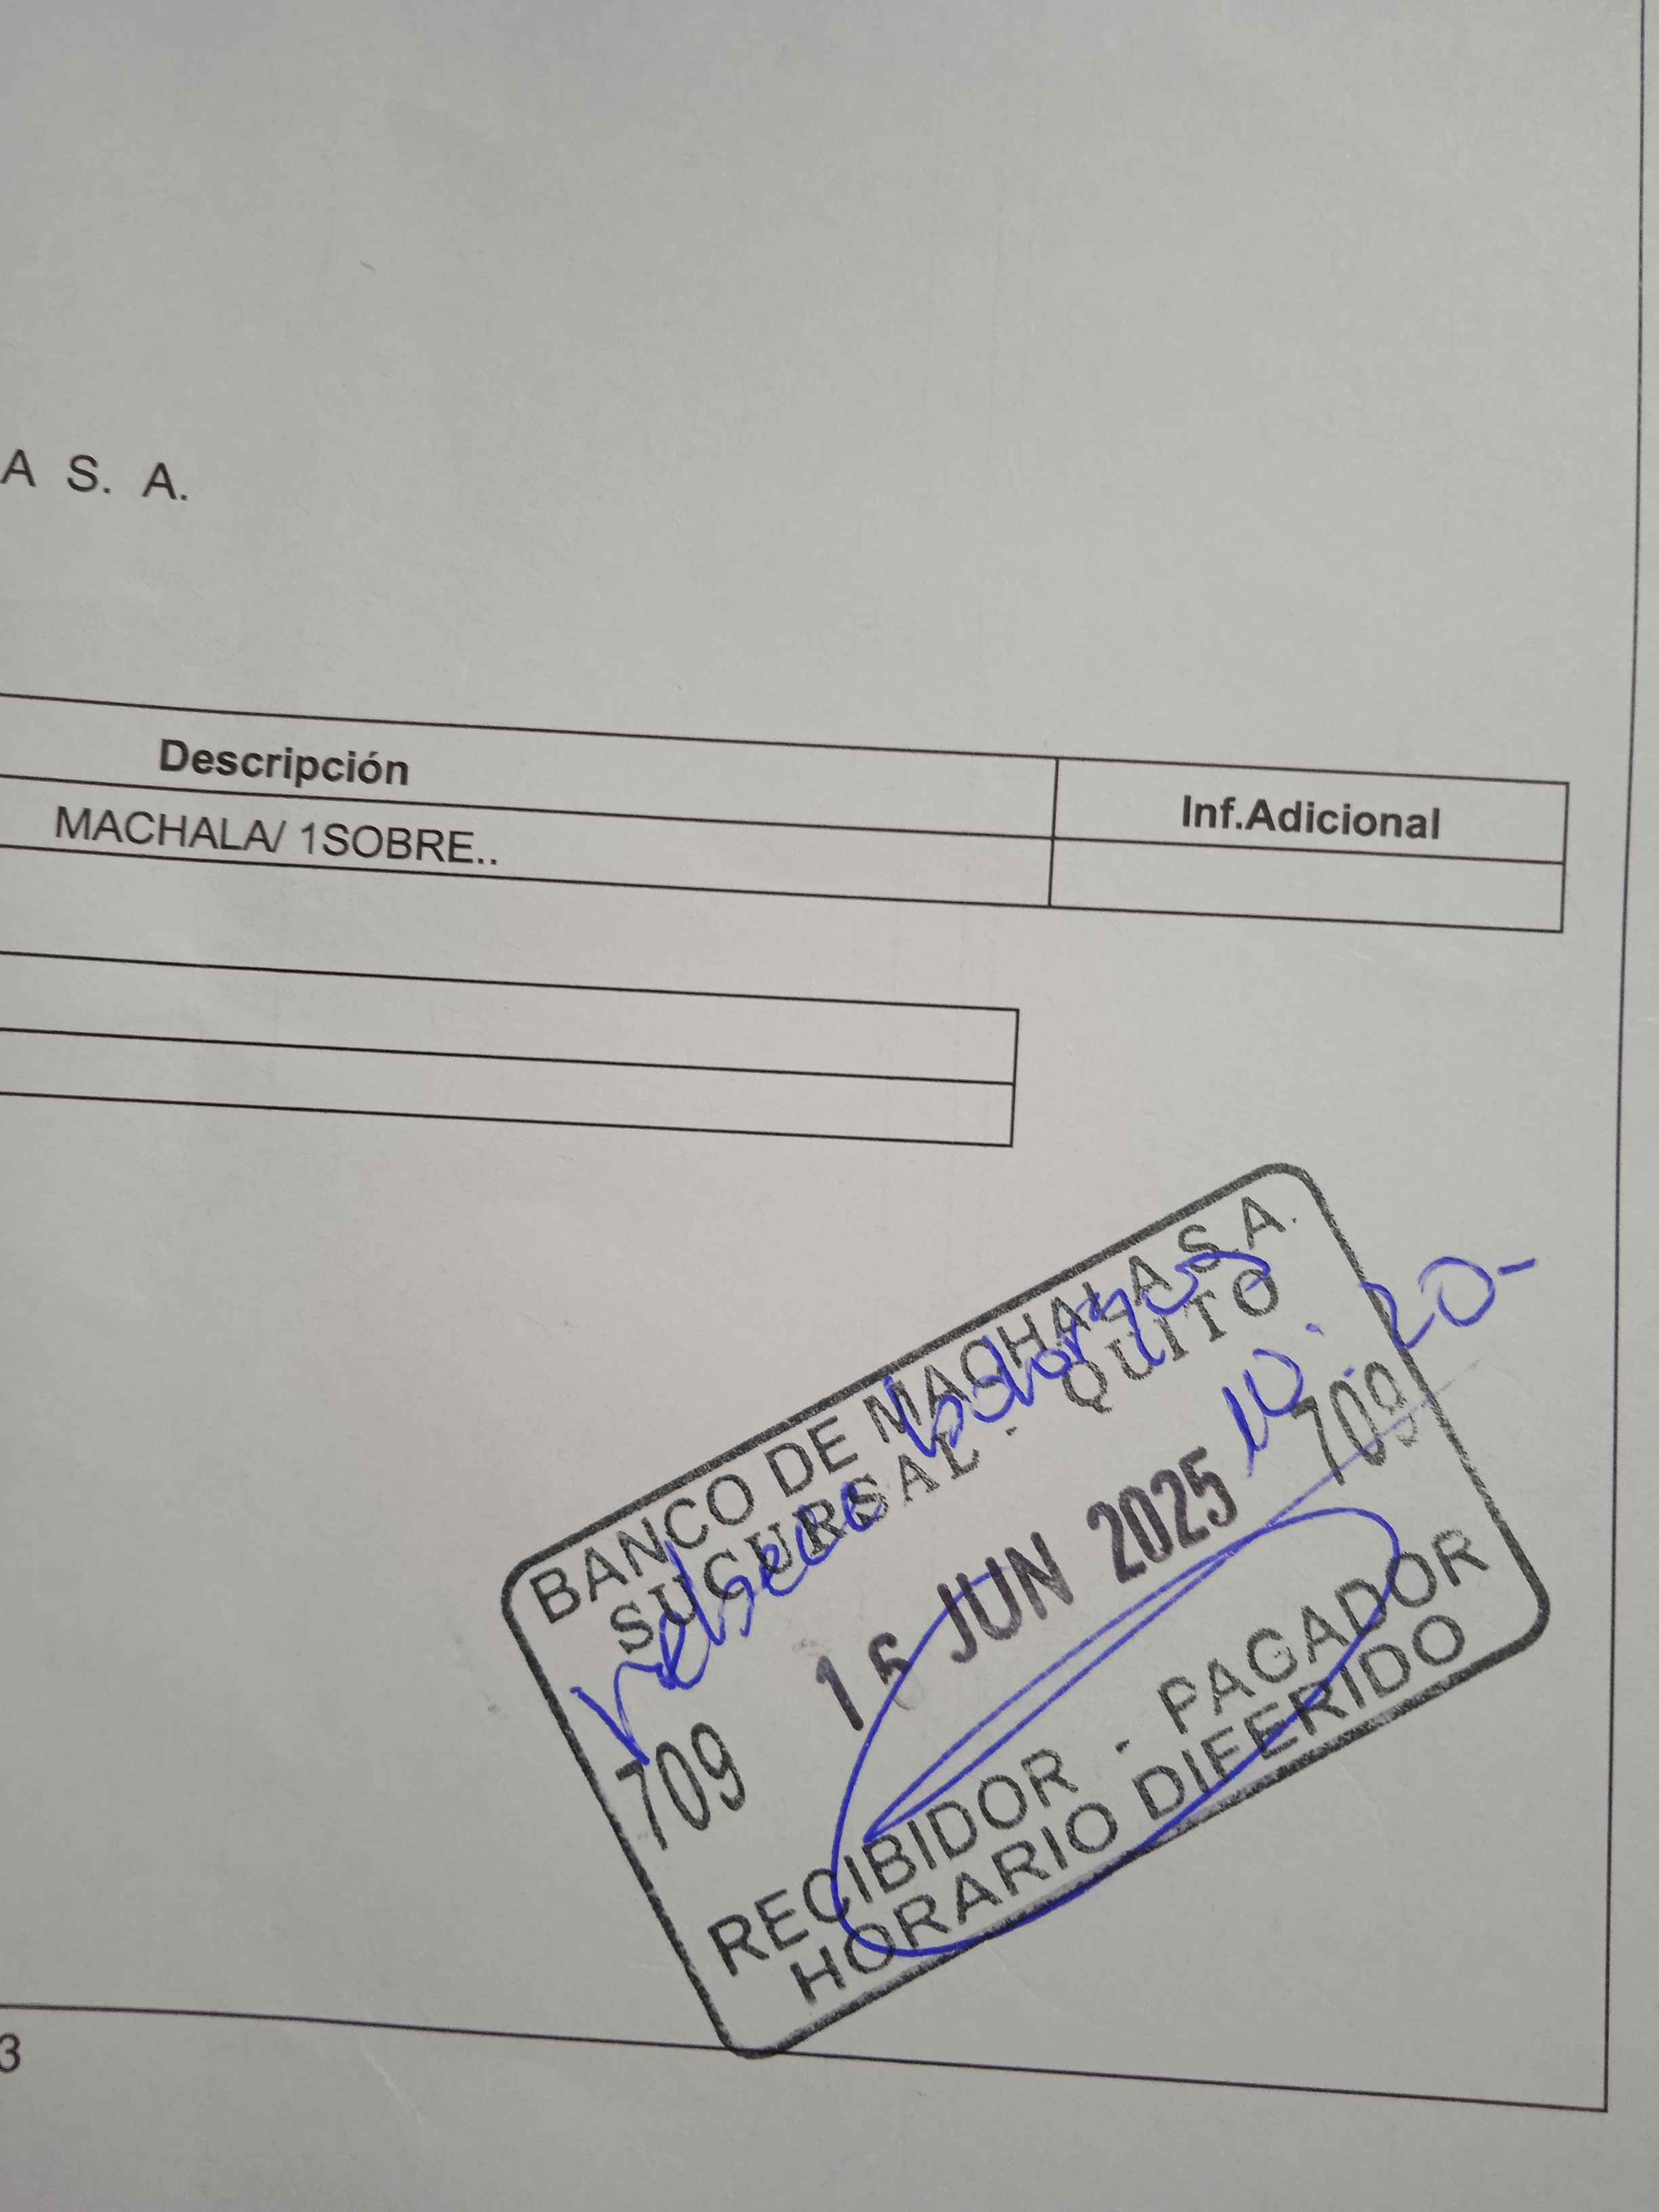 A S. A.
Descripción Inf.Adicional
MACHALA/ 1SOBRE..
BANCO DE MACHALA S.A.
SUCURSAL - QUITO
10:20-
16 JUN 2025 709
709
RECIBIDOR - PAGADOR
HORARIO DIFERIDO
3